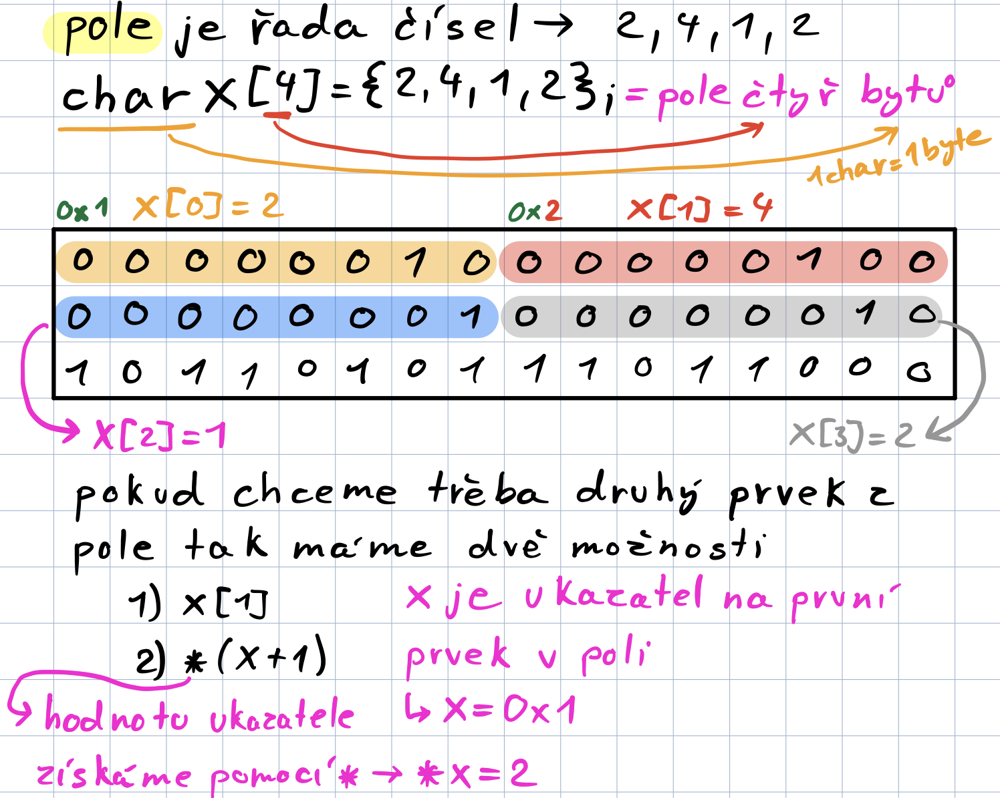 pole je řada čísel → 2, 4, 1, 2
char x[4] = {2, 4, 1, 2}; = pole čtyř bytů
1 char = 1 byte
0x1 x[0] = 2 0x2 x[1] = 4
0 0 0 0 0 0 1 0 0 0 0 0 0 1 0 0
0 0 0 0 0 0 0 1 0 0 0 0 0 0 1 0
1 0 1 1 0 1 0 1 1 1 0 1 1 0 0 0
x[2] = 1 x[3] = 2
pokud chceme třeba druhý prvek z
pole tak máme dvě možnosti
1) x[1] x je ukazatel na první
2) *(x+1) prvek v poli
↳ hodnotu ukazatele ↳ x = 0x1
získáme pomocí * → *x = 2